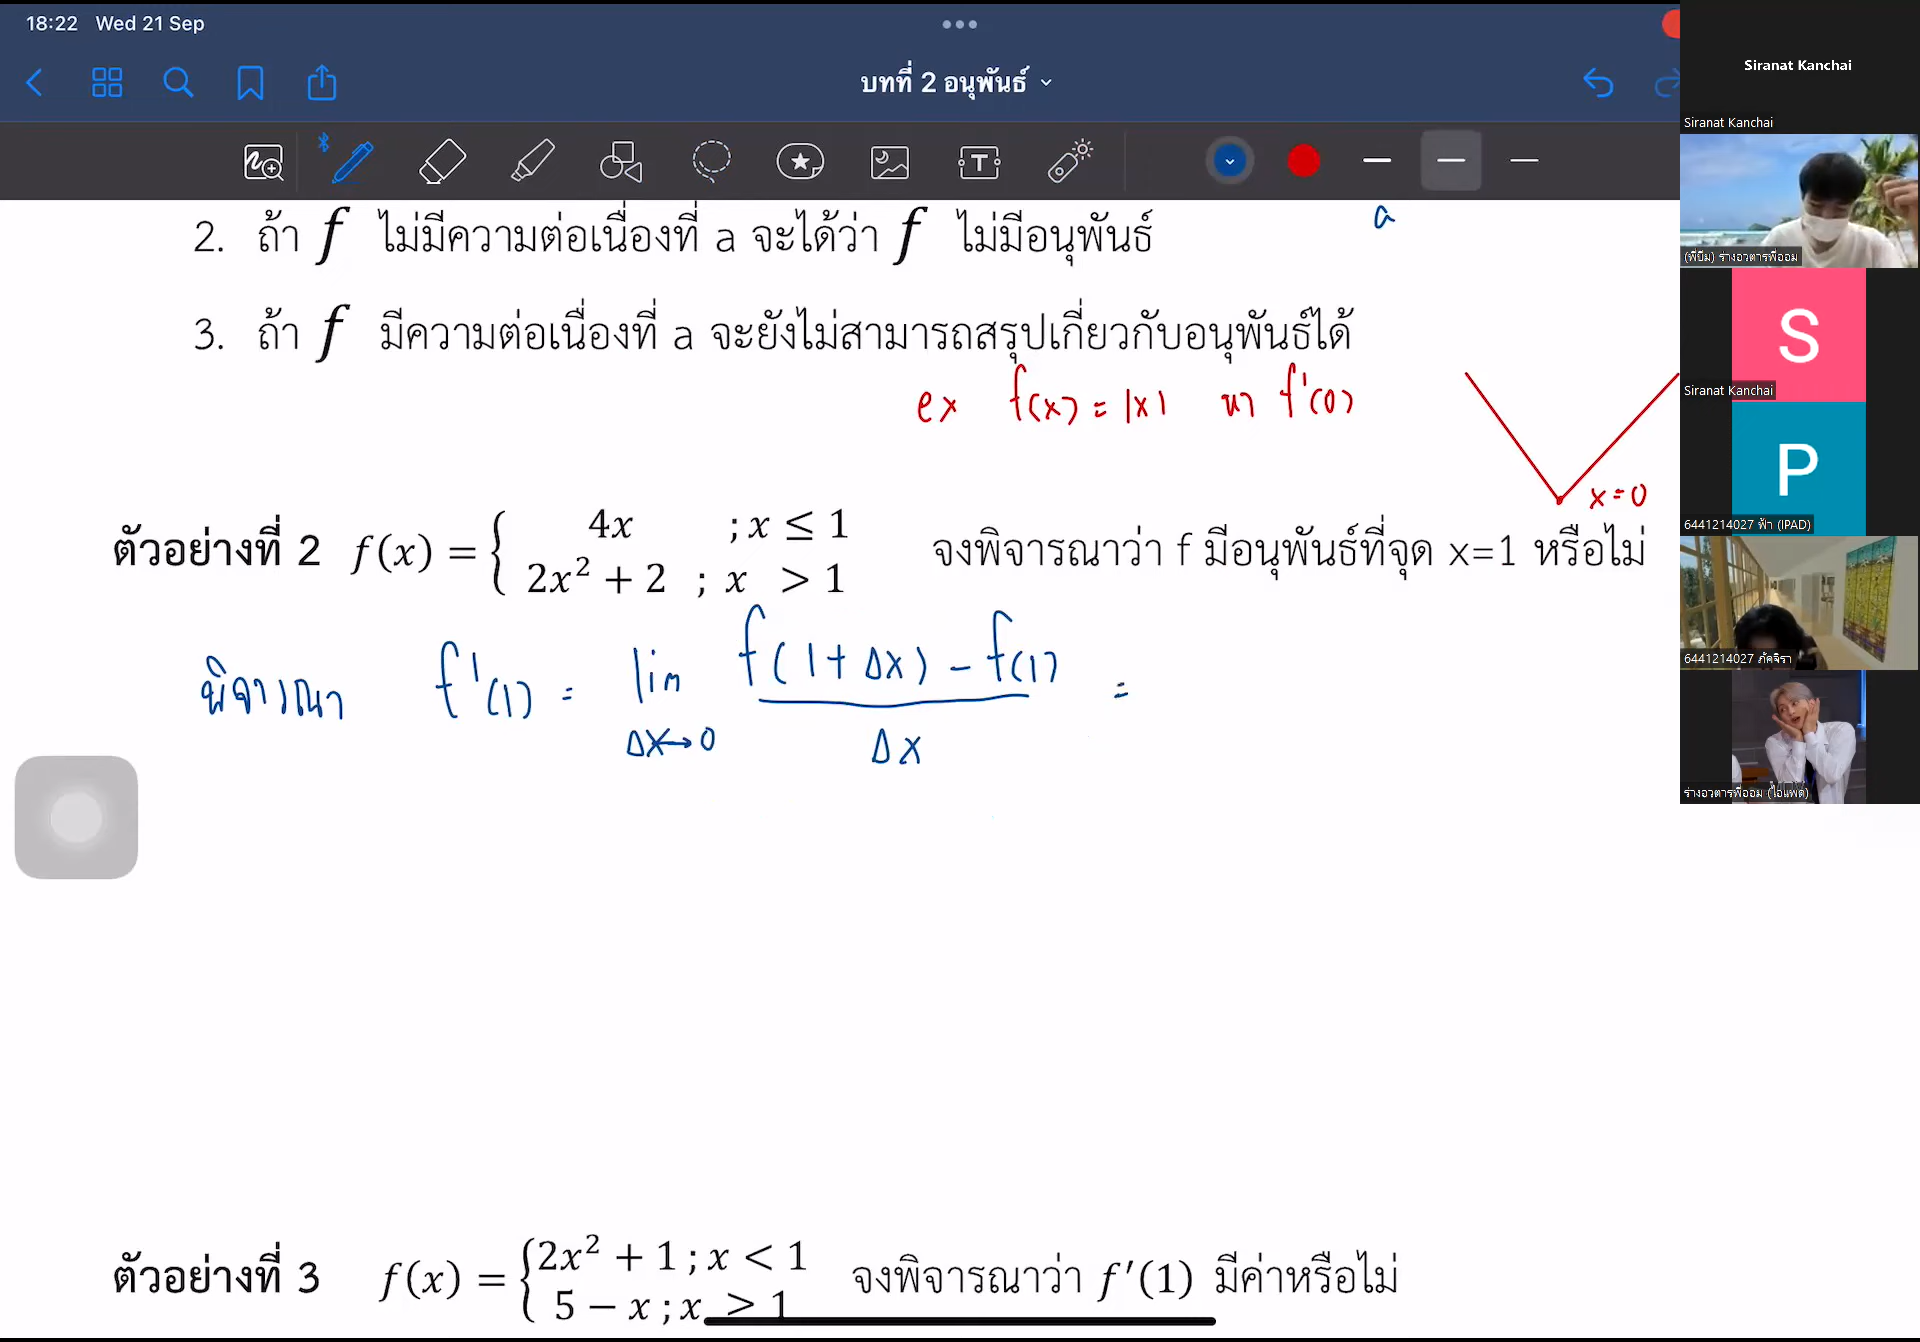 18:22 Wed 21 Sep
บทที่ 2 อนุพันธ์
Siranat Kanchai
Siranat Kanchai
(พี่บีม) ร่างอวตารพี่ออม
S
Siranat Kanchai
P
6441214027 ฟ้า (IPAD)
6441214027 ภัคจิรา
ร่างอวตารพี่ออม (ไอแพด)
a
2. ถ้า f ไม่มีความต่อเนื่องที่ a จะได้ว่า f ไม่มีอนุพันธ์
3. ถ้า f มีความต่อเนื่องที่ a จะยังไม่สามารถสรุปเกี่ยวกับอนุพันธ์ได้
ex f(x) = |x| หา f'(0)
x=0
ตัวอย่างที่ 2 f(x) = { 4x ; x ≤ 1
2x² + 2 ; x > 1 จงพิจารณาว่า f มีอนุพันธ์ที่จุด x=1 หรือไม่
พิจารณา f'(1) = lim f(1+Δx) − f(1) =
Δx→0 Δx
ตัวอย่างที่ 3 f(x) = { 2x² + 1 ; x < 1
5 − x ; x > 1 จงพิจารณาว่า f′(1) มีค่าหรือไม่